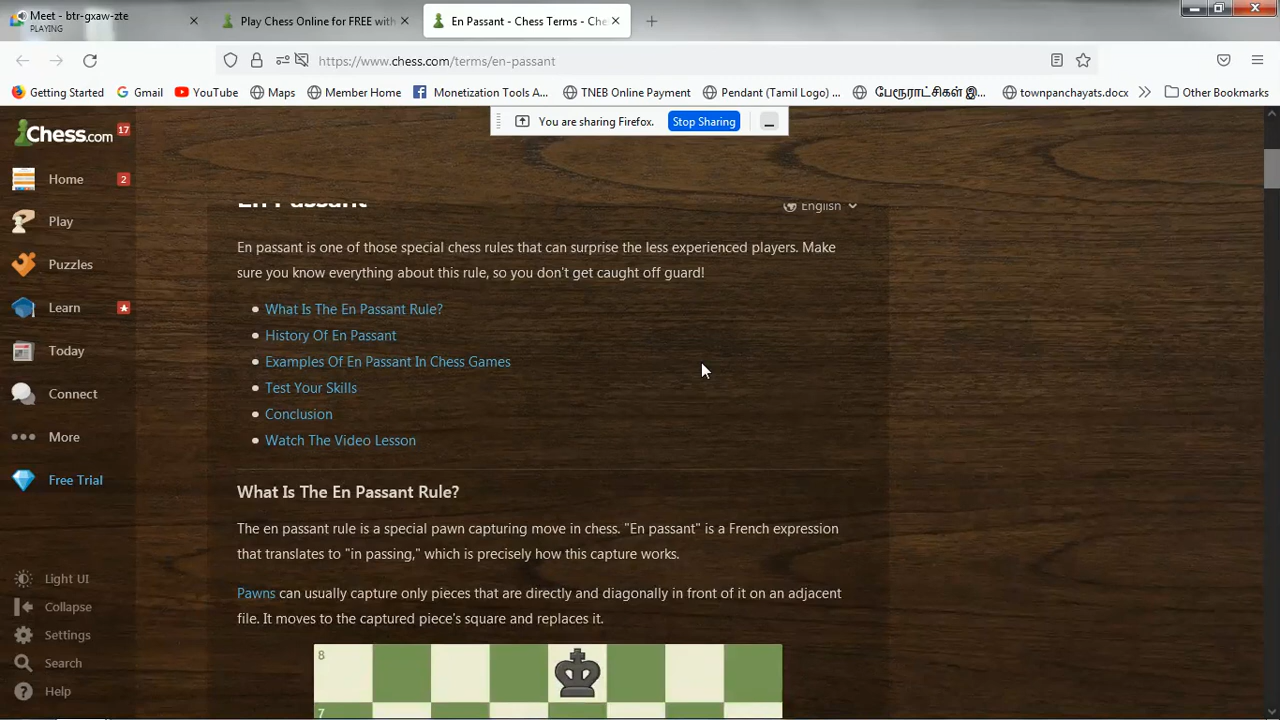 Meet - btr-gxaw-zte
PLAYING
Play Chess Online for FREE with
En Passant - Chess Terms - Che
https://www.chess.com/terms/en-passant
Getting Started
Gmail
YouTube
Maps
Member Home
Monetization Tools A...
TNEB Online Payment
Pendant (Tamil Logo) ...
பேரூராட்சிகள் இ...
townpanchayats.docx
Other Bookmarks
You are sharing Firefox.
Stop Sharing
Chess.com
17
Home
2
Play
Puzzles
Learn
Today
Connect
More
Free Trial
Light UI
Collapse
Settings
Search
Help
En Passant
English
En passant is one of those special chess rules that can surprise the less experienced players. Make
sure you know everything about this rule, so you don't get caught off guard!
What Is The En Passant Rule?
History Of En Passant
Examples Of En Passant In Chess Games
Test Your Skills
Conclusion
Watch The Video Lesson
What Is The En Passant Rule?
The en passant rule is a special pawn capturing move in chess. "En passant" is a French expression
that translates to "in passing," which is precisely how this capture works.
Pawns can usually capture only pieces that are directly and diagonally in front of it on an adjacent
file. It moves to the captured piece's square and replaces it.
8
7